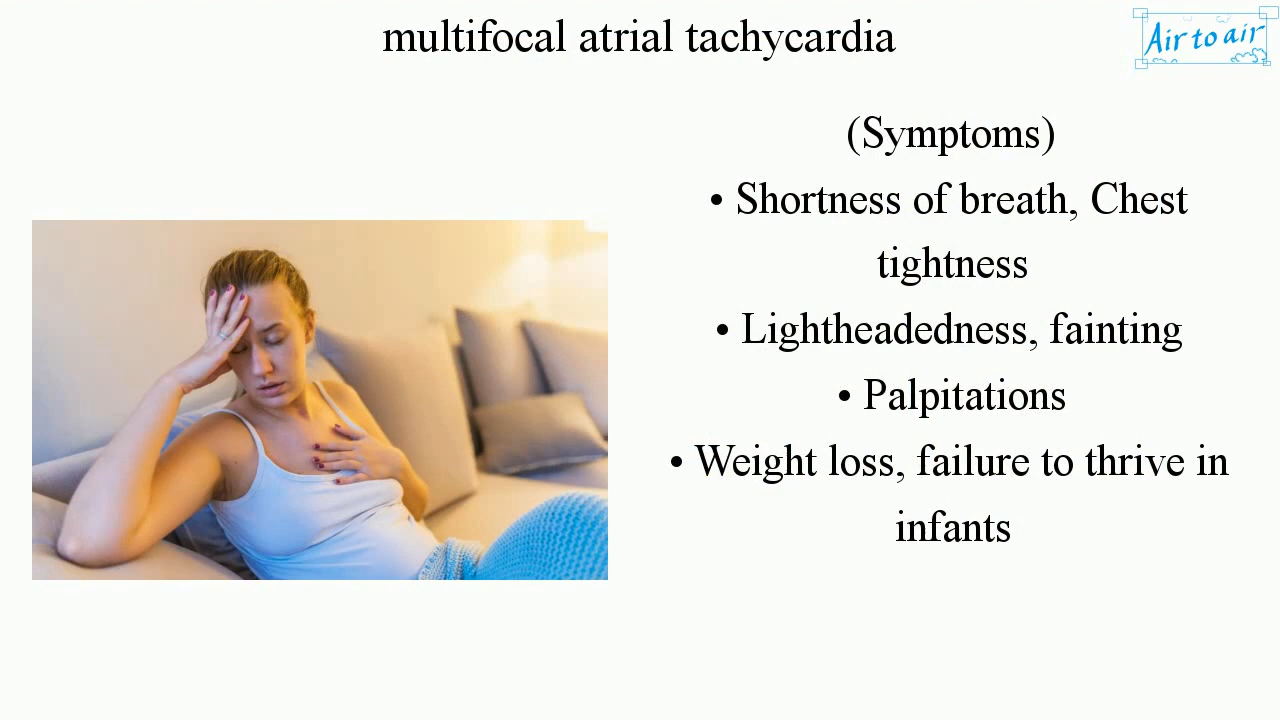 multifocal atrial tachycardia
Air to air
(Symptoms)
• Shortness of breath, Chest
tightness
• Lightheadedness, fainting
• Palpitations
• Weight loss, failure to thrive in
infants